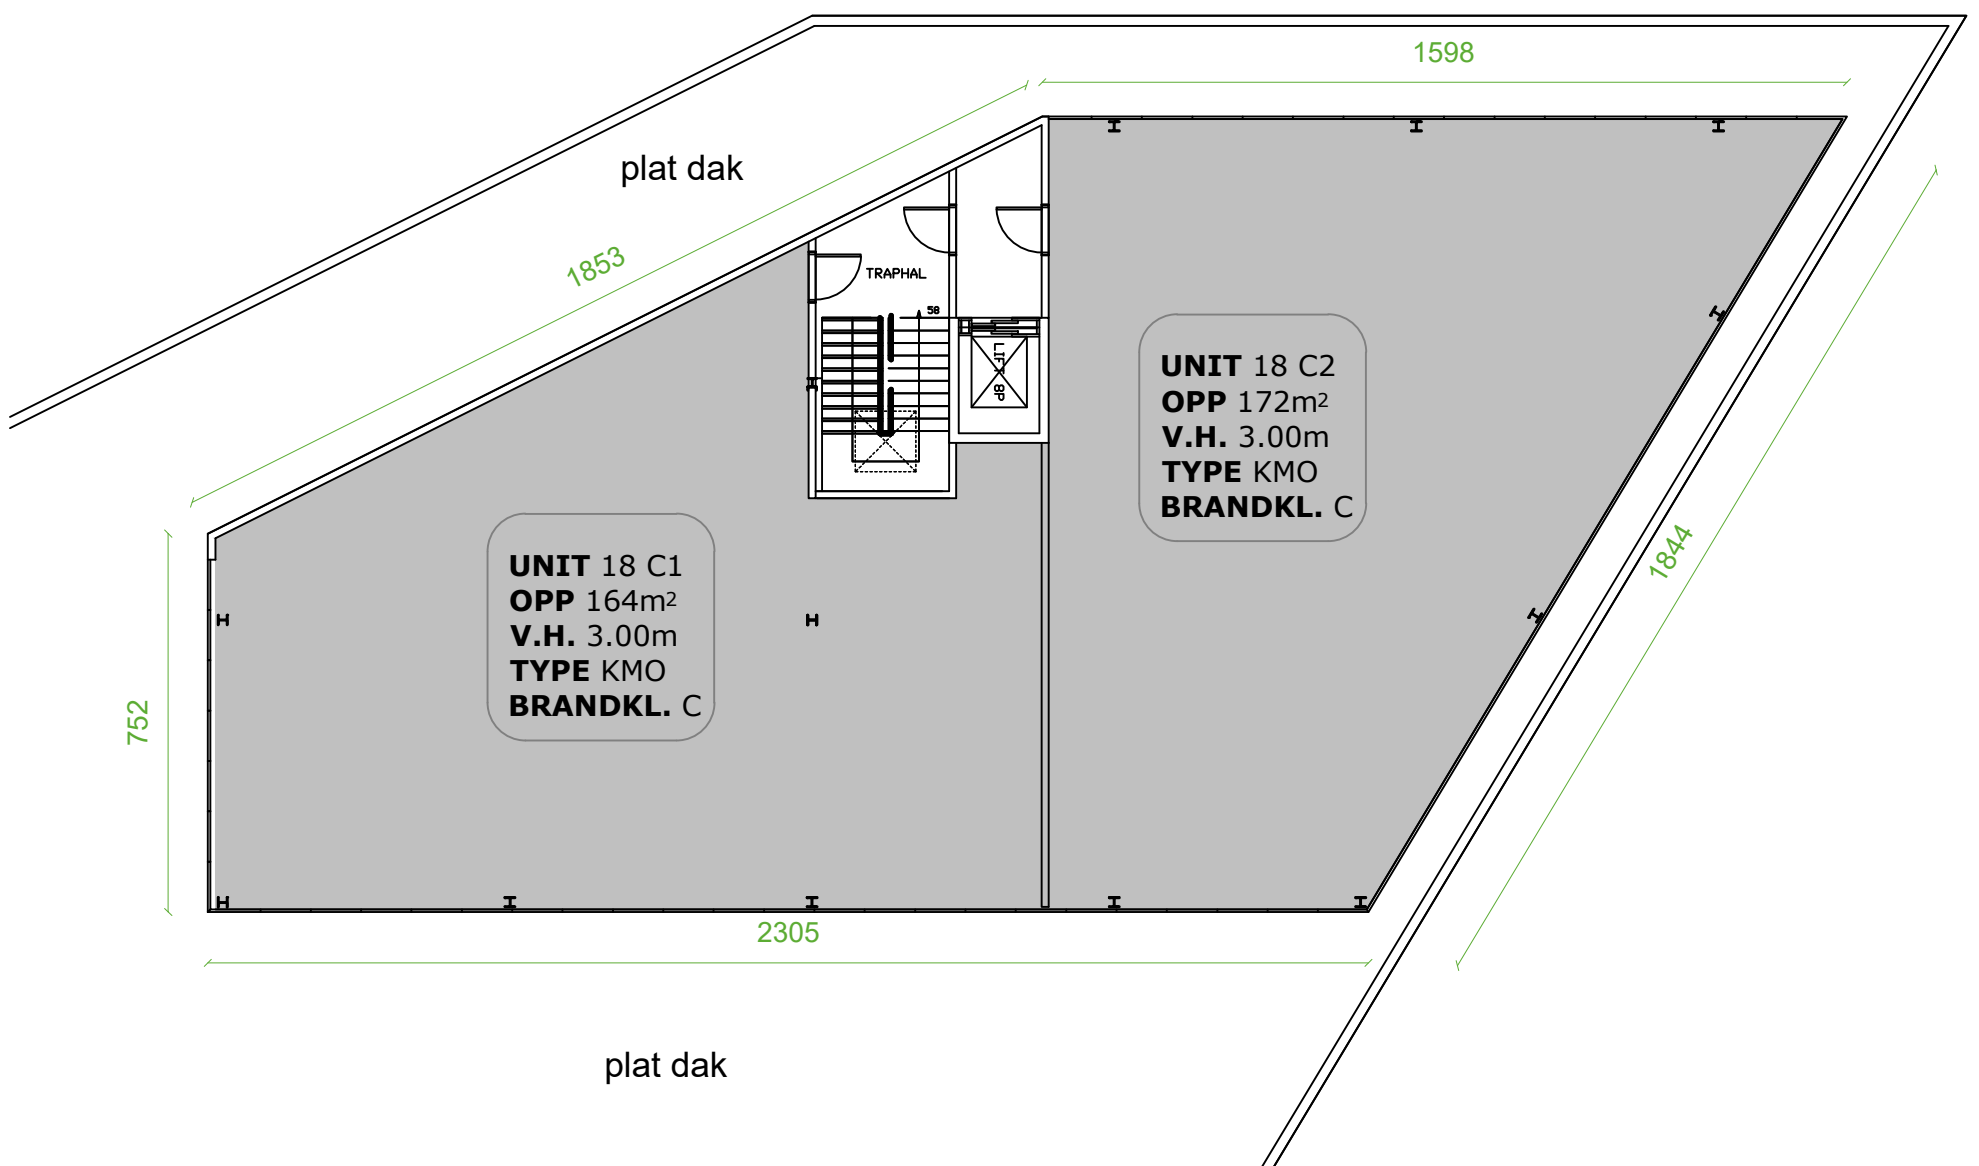 1598
plat dak
1853
TRAPHAL
58
LIFT 8P
UNIT 18 C2
OPP 172m²
V.H. 3.00m
TYPE KMO
BRANDKL. C
1844
UNIT 18 C1
OPP 164m²
V.H. 3.00m
TYPE KMO
BRANDKL. C
752
2305
plat dak